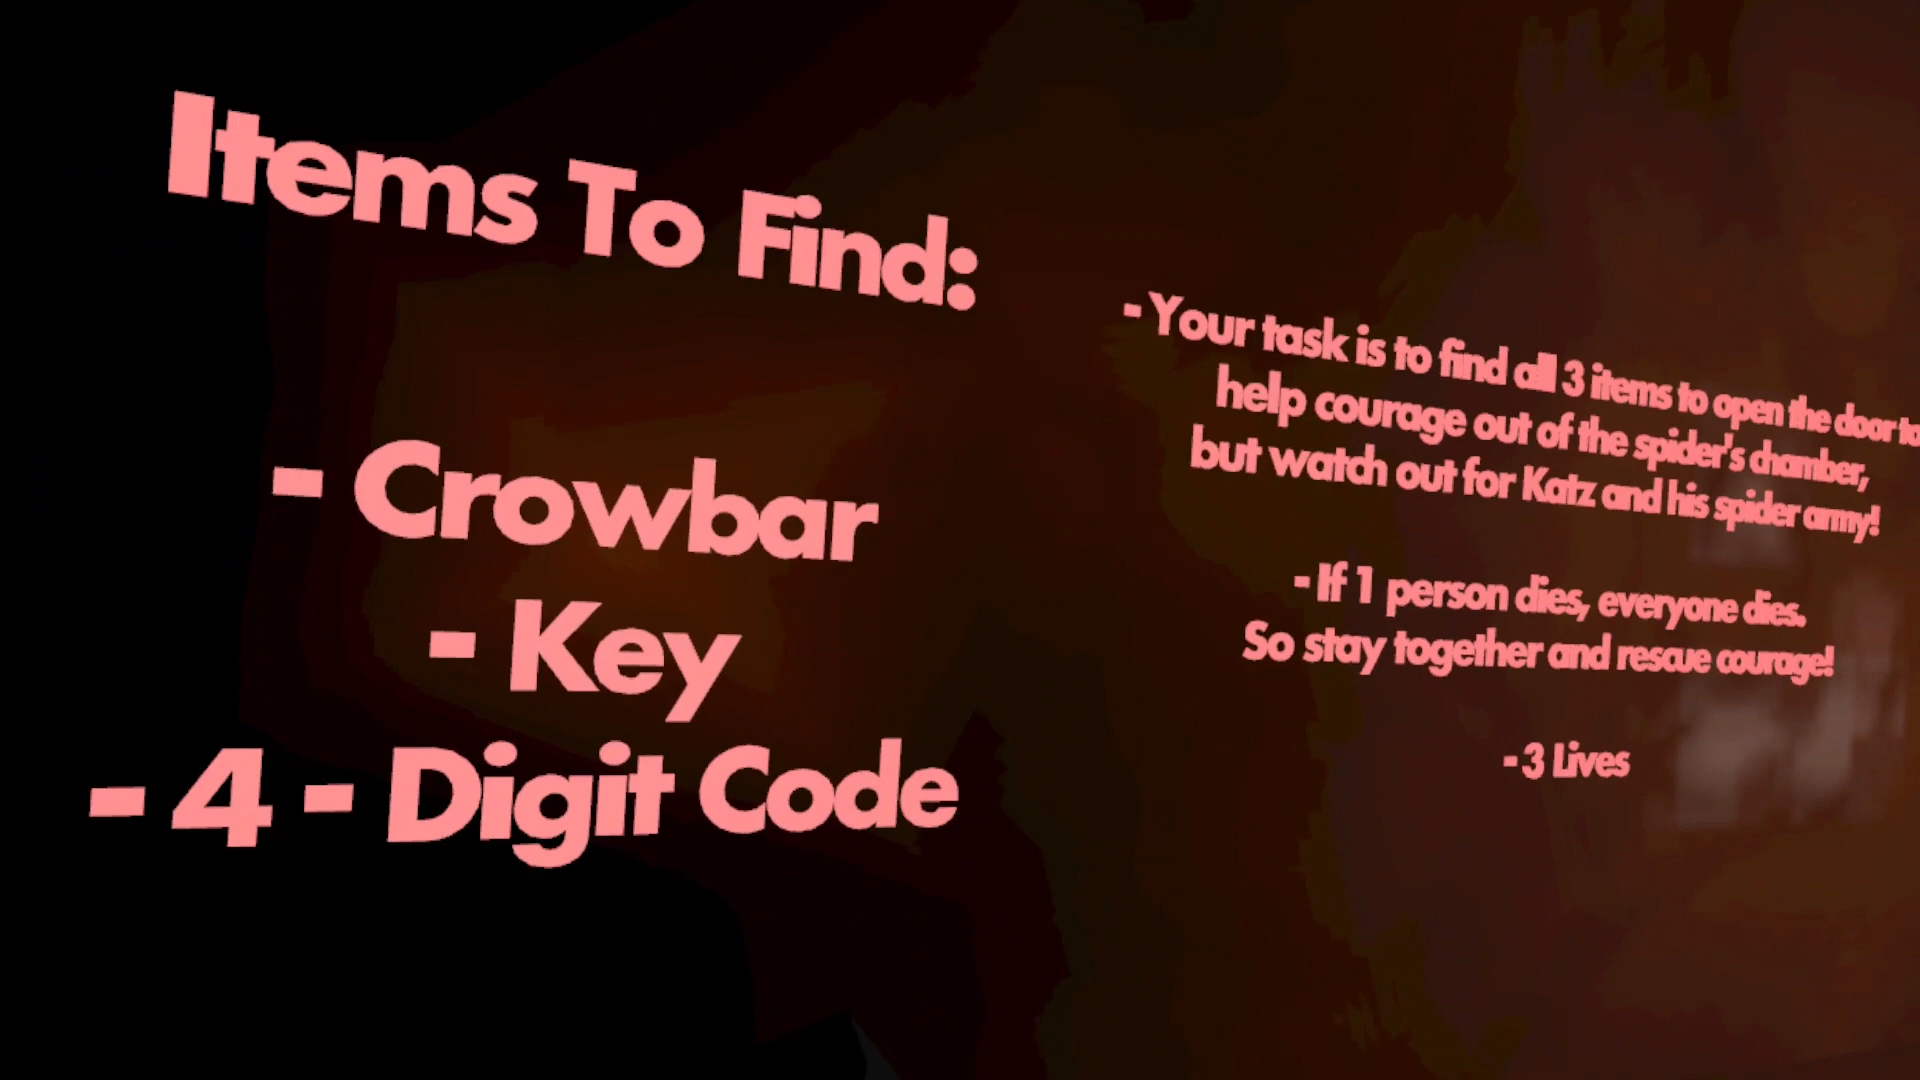 Items To Find:
- Crowbar
- Key
- 4 - Digit Code
- Your task is to find all 3 items to open the door to
help courage out of the spider's chamber,
but watch out for Katz and his spider army!
- If 1 person dies, everyone dies.
So stay together and rescue courage!
- 3 Lives